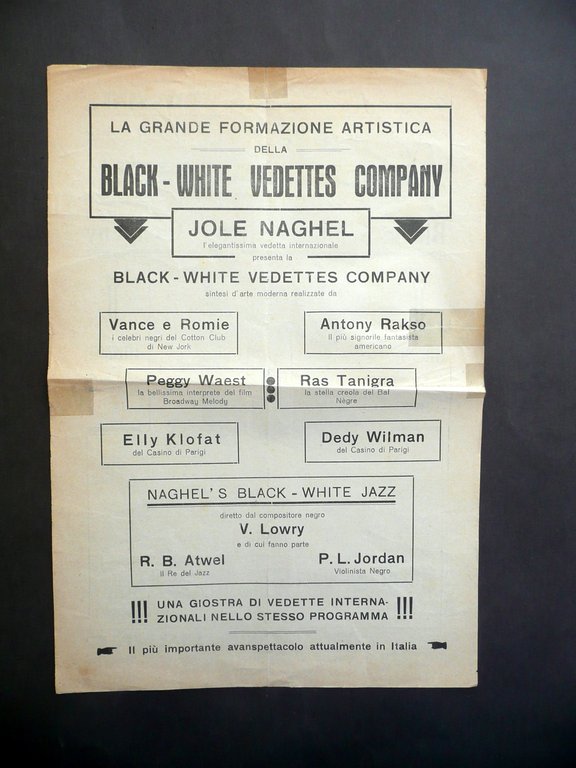 LA GRANDE FORMAZIONE ARTISTICA
DELLA
BLACK - WHITE VEDETTES COMPANY
JOLE NAGHEL
l'elegantissima vedetta internazionale
presenta la
BLACK - WHITE VEDETTES COMPANY
sintesi d'arte moderna realizzate da
Vance e Romie
i celebri negri del Cotton Club
di New Jork
Antony Rakso
Il più signorile fantasista
americano
Peggy Waest
la bellissima interprete del film
Broadway Melody
Ras Tanigra
la stella creola del Bal
Nègre
Elly Klofat
del Casino di Parigi
Dedy Wilman
del Casino di Parigi
NAGHEL'S BLACK - WHITE JAZZ
diretto dal compositore negro
V. Lowry
e di cui fanno parte
R. B. Atwel
Il Re del Jazz
P. L. Jordan
Violinista Negro
!!! UNA GIOSTRA DI VEDETTE INTERNA- !!!
ZIONALI NELLO STESSO PROGRAMMA
Il più importante avanspettacolo attualmente in Italia